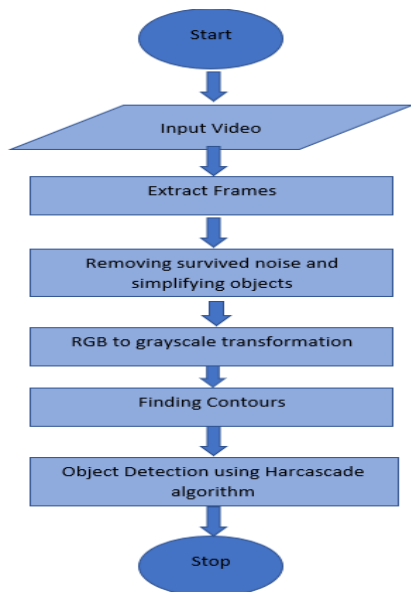 Start
Input Video
Extract Frames
Removing survived noise and
simplifying objects
RGB to grayscale transformation
Finding Contours
Object Detection using Harcascade
algorithm
Stop